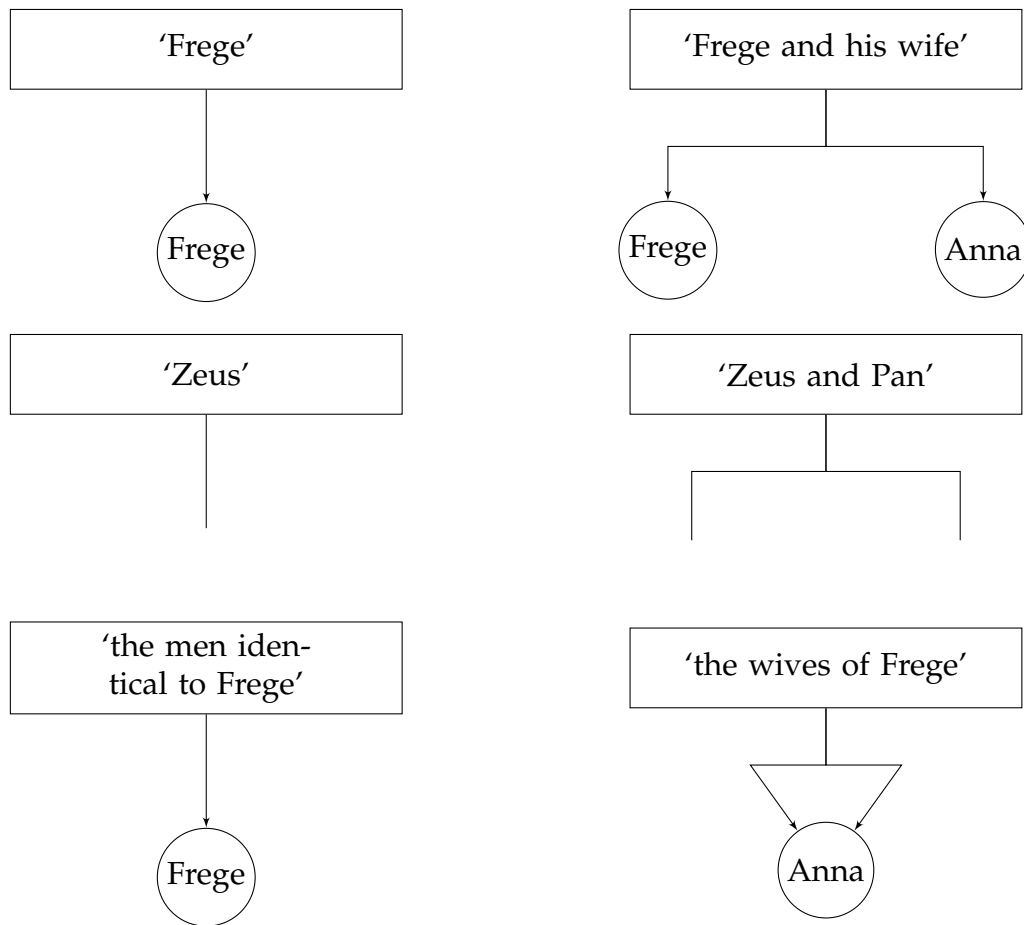 ‘Frege’
‘Frege and his wife’
Frege
Frege
Anna
‘Zeus’
‘Zeus and Pan’
‘the men iden-
tical to Frege’
‘the wives of Frege’
Frege
Anna